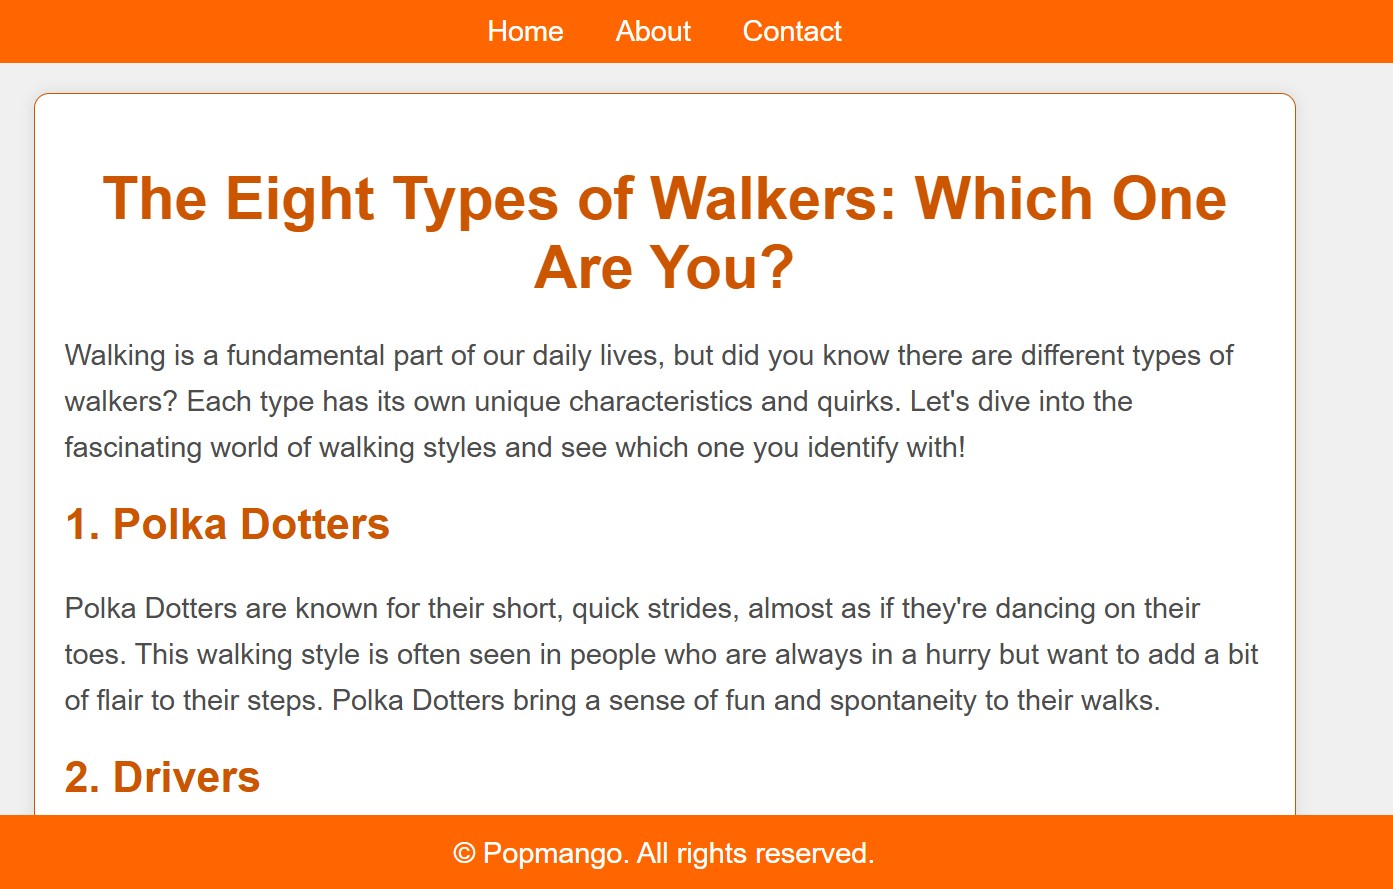 Home About Contact
The Eight Types of Walkers: Which One
Are You?
Walking is a fundamental part of our daily lives, but did you know there are different types of
walkers? Each type has its own unique characteristics and quirks. Let's dive into the
fascinating world of walking styles and see which one you identify with!
1. Polka Dotters
Polka Dotters are known for their short, quick strides, almost as if they're dancing on their
toes. This walking style is often seen in people who are always in a hurry but want to add a bit
of flair to their steps. Polka Dotters bring a sense of fun and spontaneity to their walks.
2. Drivers
© Popmango. All rights reserved.